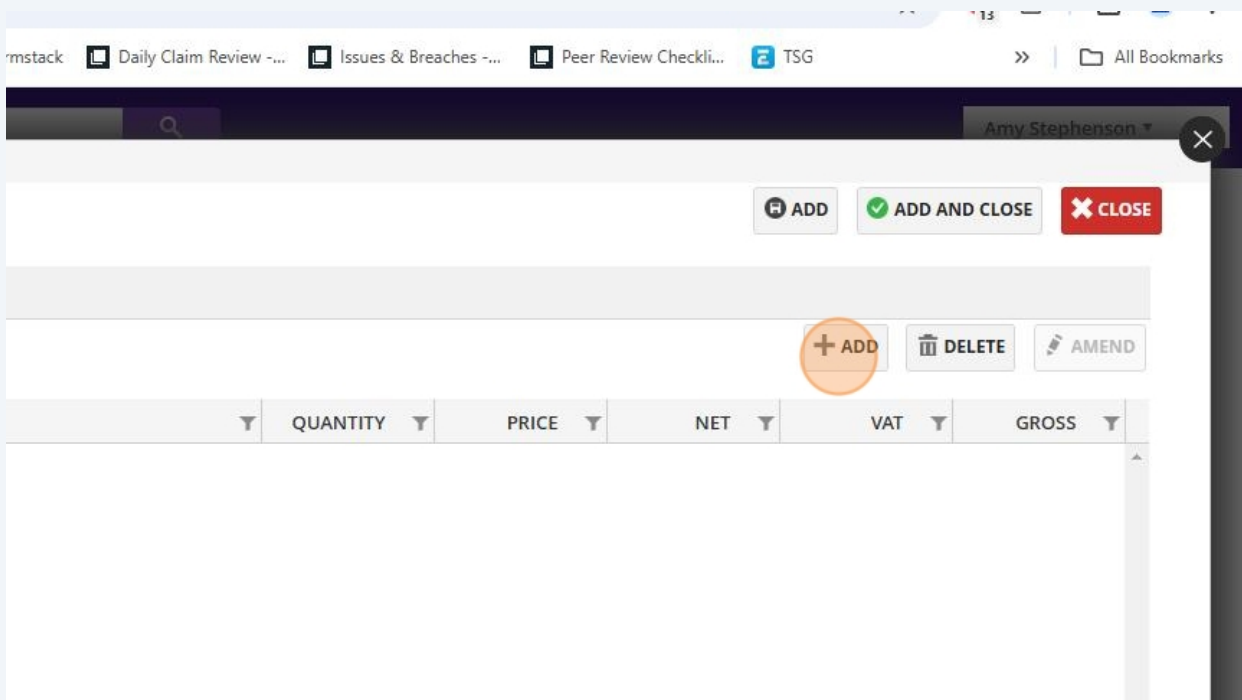 13
rmstack Daily Claim Review -... Issues & Breaches -... Peer Review Checkli... TSG » All Bookmarks
Amy Stephenson
ADD ADD AND CLOSE CLOSE
ADD DELETE AMEND
QUANTITY PRICE NET VAT GROSS